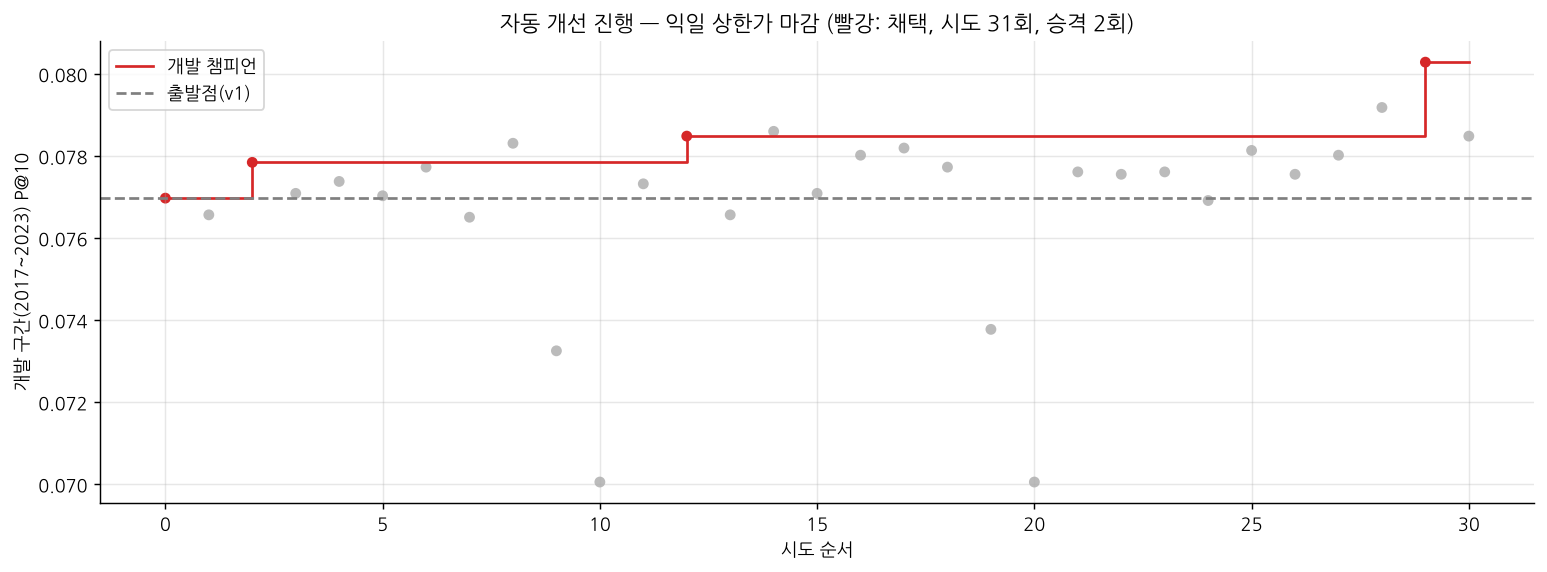 자동 개선 진행 — 익일 상한가 마감 (빨강: 채택, 시도 31회, 승격 2회)
개발 챔피언
출발점(v1)
개발 구간(2017~2023) P@10
0.080
0.078
0.076
0.074
0.072
0.070
0 5 10 15 20 25 30
시도 순서